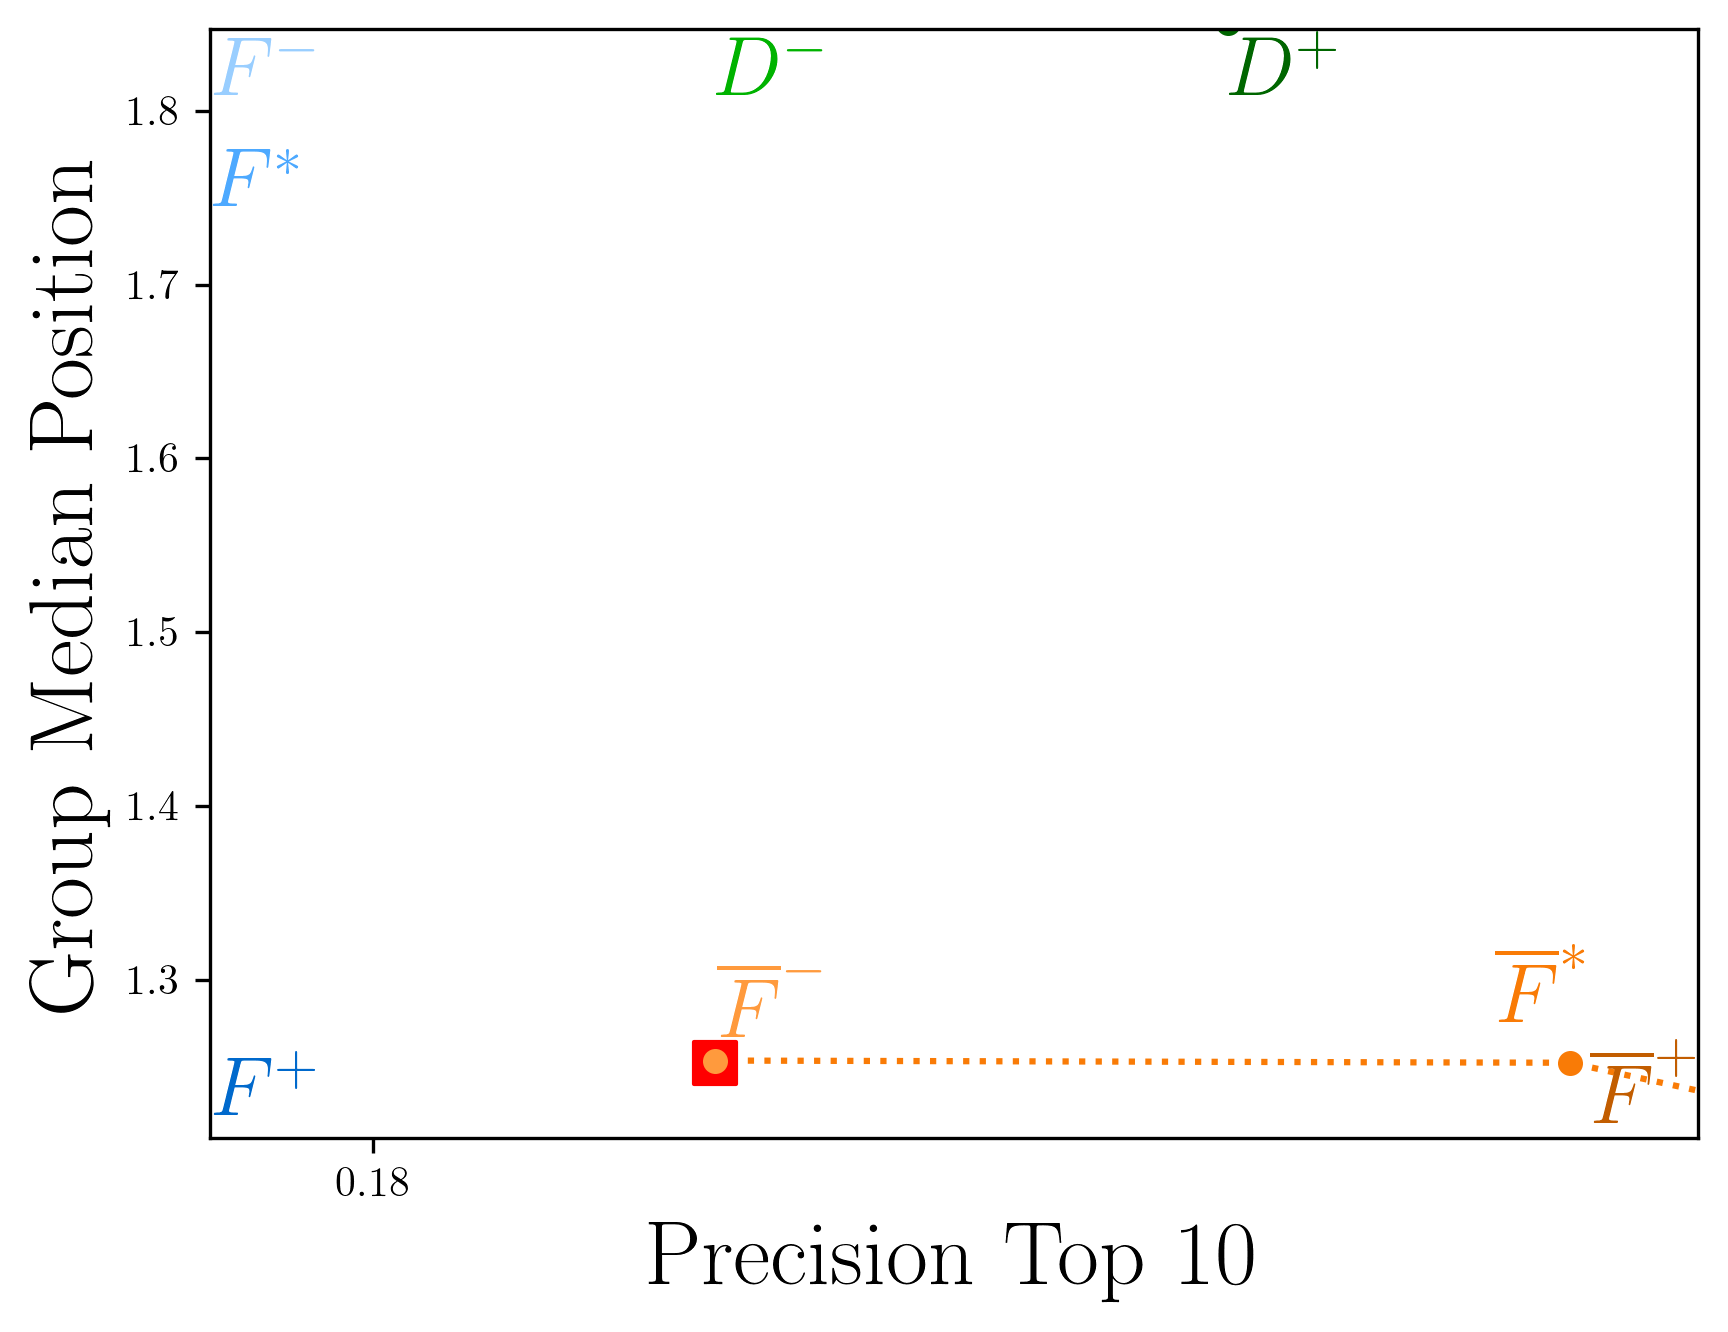 F⁻ D⁻ D⁺
1.8
F*
1.7
1.6
1.5
1.4
1.3
F̅⁻ F̅*
F⁺ F̅⁺
0.18
Group Median Position
Precision Top 10